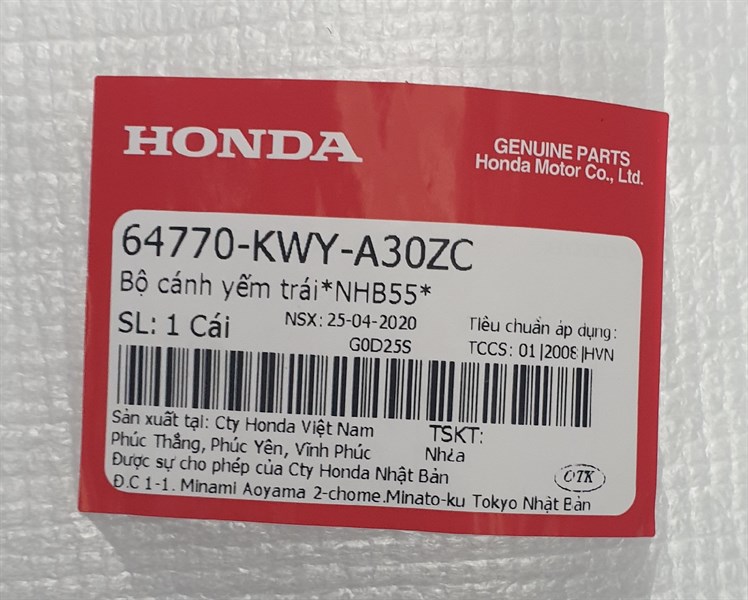 HONDA
GENUINE PARTS
Honda Motor Co., Ltd.
64770-KWY-A30ZC
Bộ cánh yếm trái*NHB55*
SL: 1 Cái
NSX: 25-04-2020
G0D25S
Tiêu chuẩn áp dụng:
TCCS: 01|2008|HVN
Sản xuất tại: Cty Honda Việt Nam
Phúc Thắng, Phúc Yên, Vĩnh Phúc
Được sự cho phép của Cty Honda Nhật Bản
Đ.C 1-1. Minami Aoyama 2-chome.Minato-ku Tokyo Nhật Bản
TSKT:
Nhựa
OTK